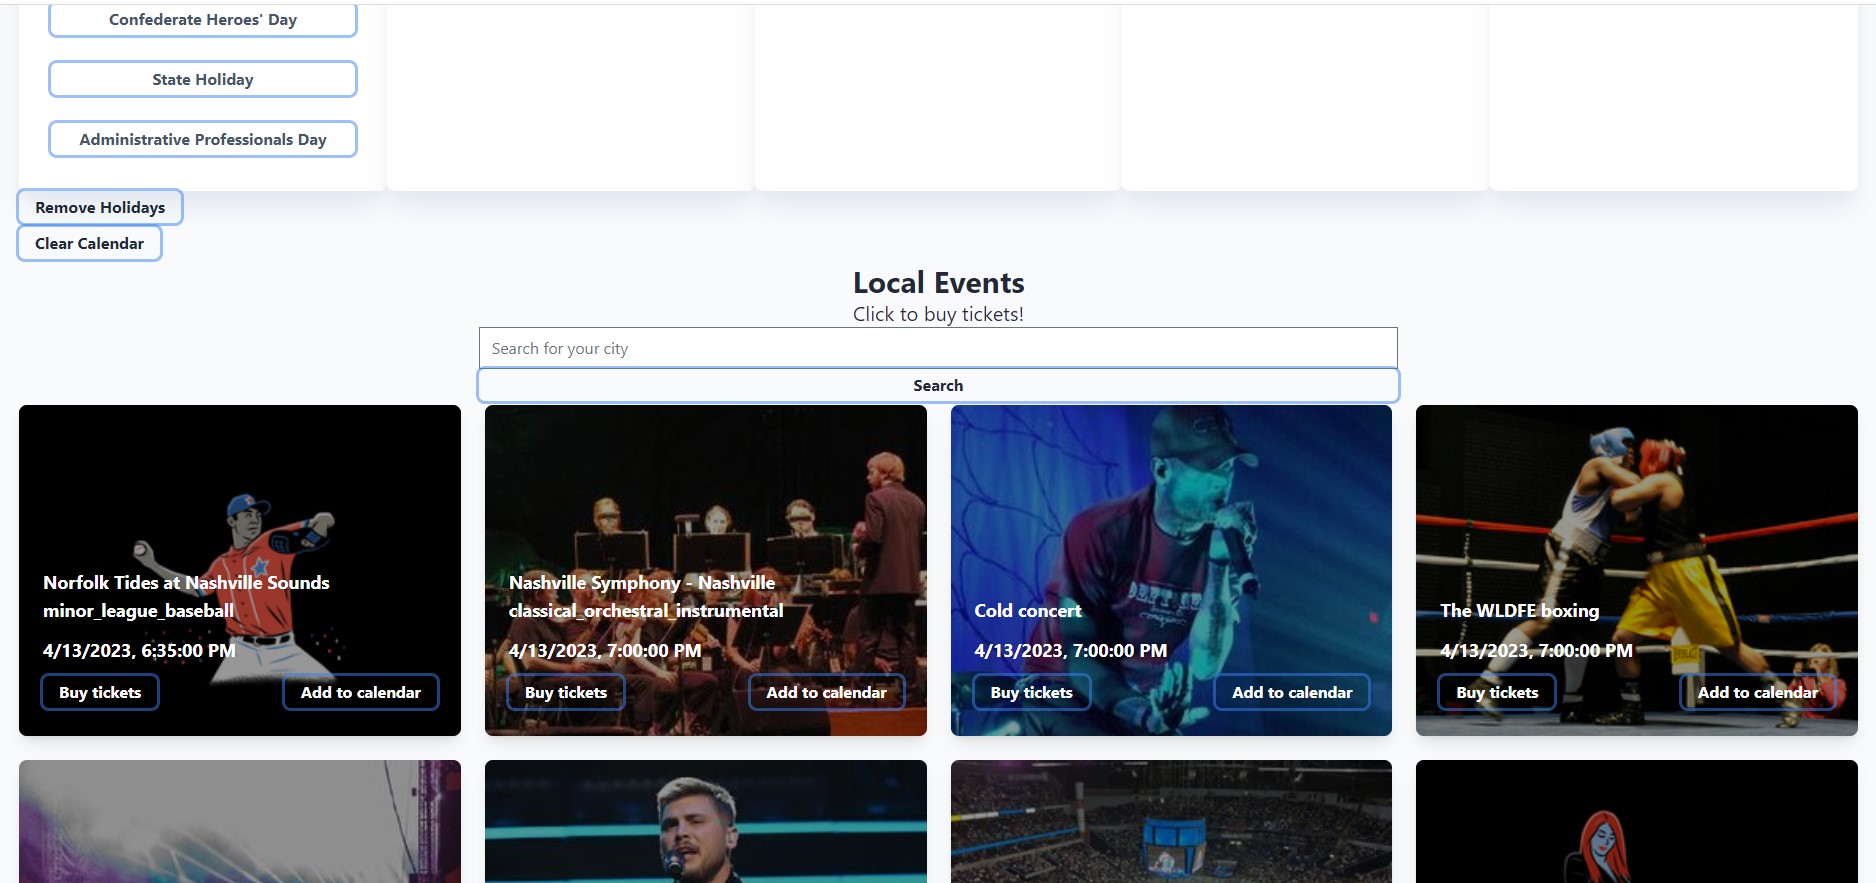 Confederate Heroes' Day
State Holiday
Administrative Professionals Day
Remove Holidays
Clear Calendar
Local Events
Click to buy tickets!
Search for your city
Search
Norfolk Tides at Nashville Sounds
minor_league_baseball
4/13/2023, 6:35:00 PM
Buy tickets
Add to calendar
Nashville Symphony - Nashville
classical_orchestral_instrumental
4/13/2023, 7:00:00 PM
Buy tickets
Add to calendar
Cold concert
4/13/2023, 7:00:00 PM
Buy tickets
Add to calendar
The WLDFE boxing
4/13/2023, 7:00:00 PM
Buy tickets
Add to calendar